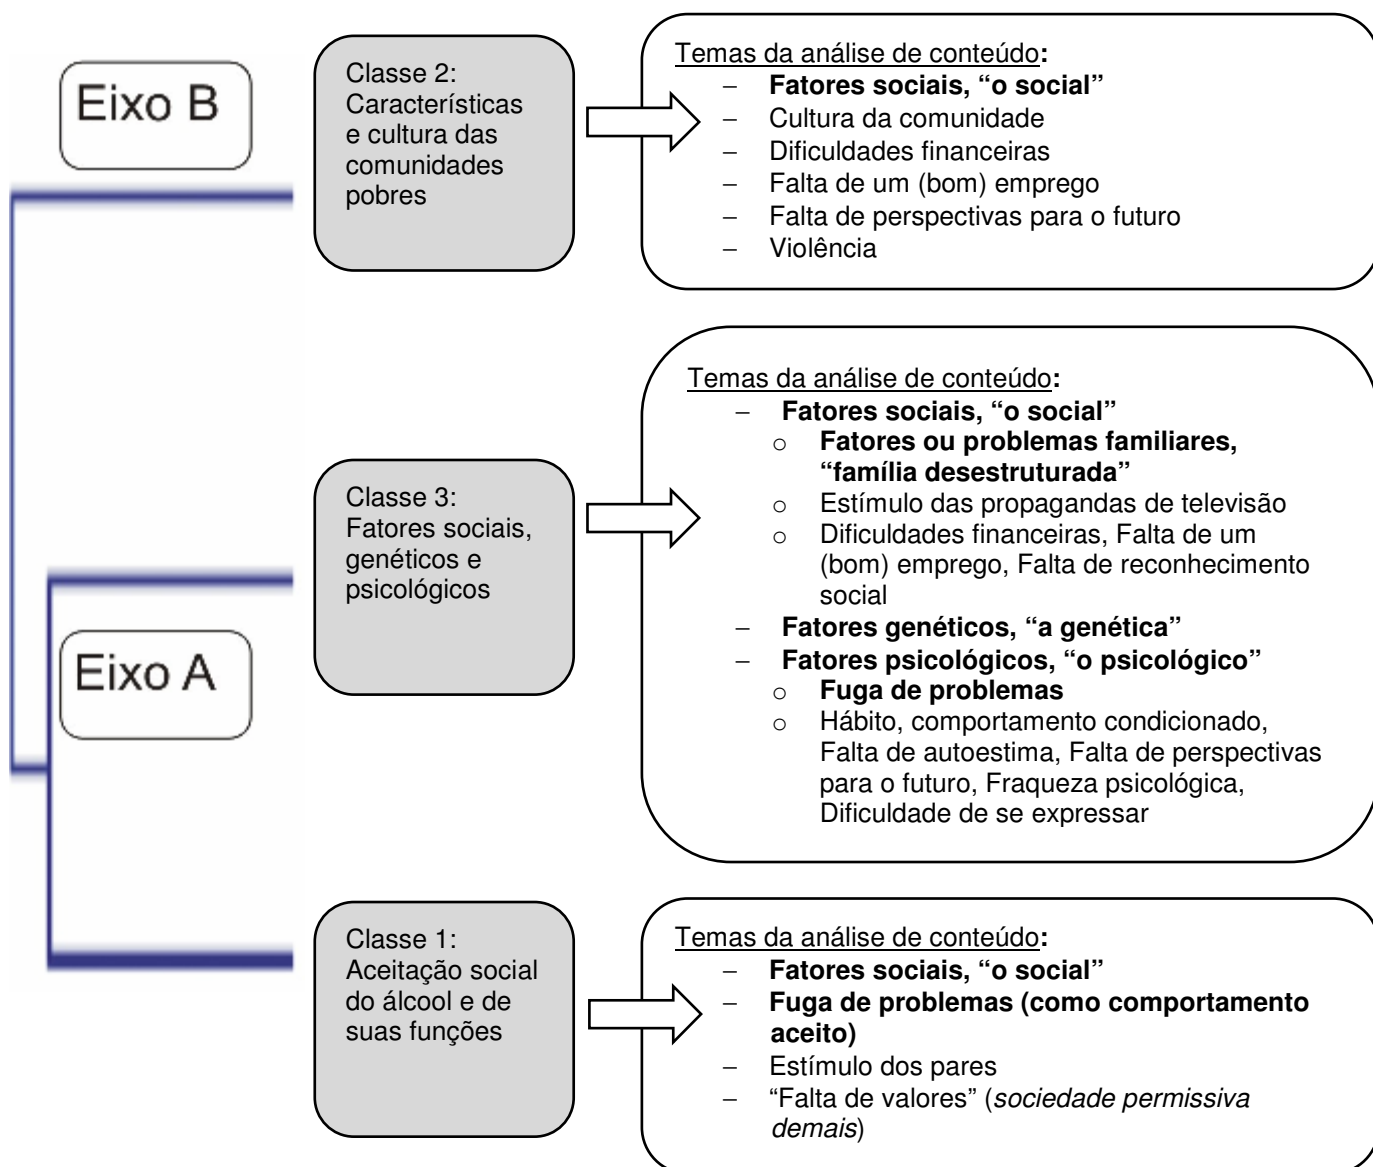 Eixo B
Classe 2:
Características
e cultura das
comunidades
pobres
Temas da análise de conteúdo:
– Fatores sociais, “o social”
– Cultura da comunidade
– Dificuldades financeiras
– Falta de um (bom) emprego
– Falta de perspectivas para o futuro
– Violência
Eixo A
Classe 3:
Fatores sociais,
genéticos e
psicológicos
Temas da análise de conteúdo:
– Fatores sociais, “o social”
o Fatores ou problemas familiares,
“família desestruturada”
o Estímulo das propagandas de televisão
o Dificuldades financeiras, Falta de um
(bom) emprego, Falta de reconhecimento
social
– Fatores genéticos, “a genética”
– Fatores psicológicos, “o psicológico”
o Fuga de problemas
o Hábito, comportamento condicionado,
Falta de autoestima, Falta de perspectivas
para o futuro, Fraqueza psicológica,
Dificuldade de se expressar
Classe 1:
Aceitação social
do álcool e de
suas funções
Temas da análise de conteúdo:
– Fatores sociais, “o social”
– Fuga de problemas (como comportamento
aceito)
– Estímulo dos pares
– “Falta de valores” (sociedade permissiva
demais)